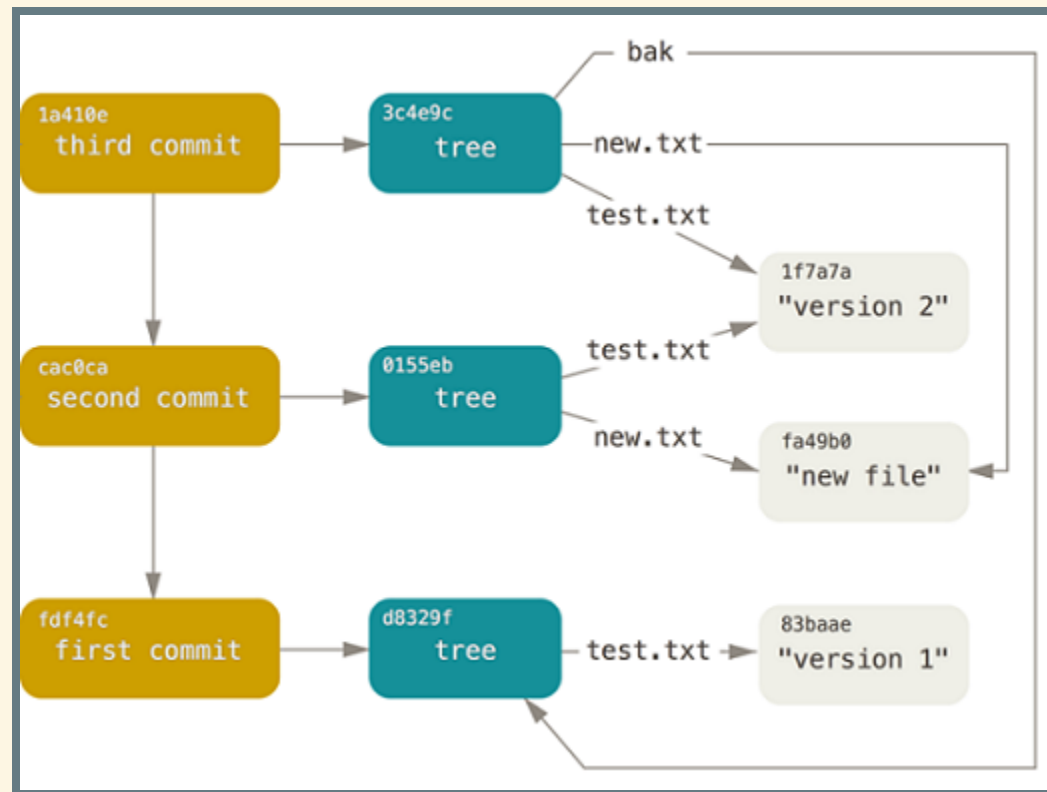 bak
1a410e
third commit
3c4e9c
tree
new.txt
test.txt
1f7a7a
"version 2"
cac0ca
second commit
0155eb
tree
test.txt
new.txt
fa49b0
"new file"
fdf4fc
first commit
d8329f
tree
test.txt
83baae
"version 1"